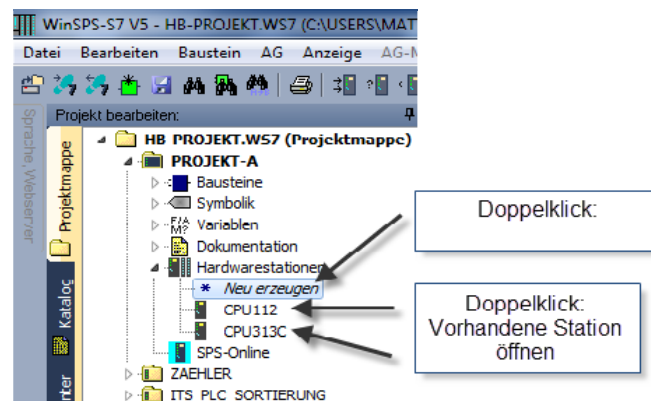 WinSPS-S7 V5 - HB-PROJEKT.WS7 (C:\USERS\MAT
Datei Bearbeiten Baustein AG Anzeige AG-M
Projekt bearbeiten:
Sprache, Webserver
Projektmappe
Katalog
nter
HB PROJEKT.WS7 (Projektmappe)
PROJEKT-A
Bausteine
Symbolik
F/A M? Variablen
Dokumentation
Hardwarestationen
* Neu erzeugen
CPU112
CPU313C
SPS-Online
ZAEHLER
ITS PLC SORTIERUNG
Doppelklick:
Doppelklick:
Vorhandene Station
öffnen